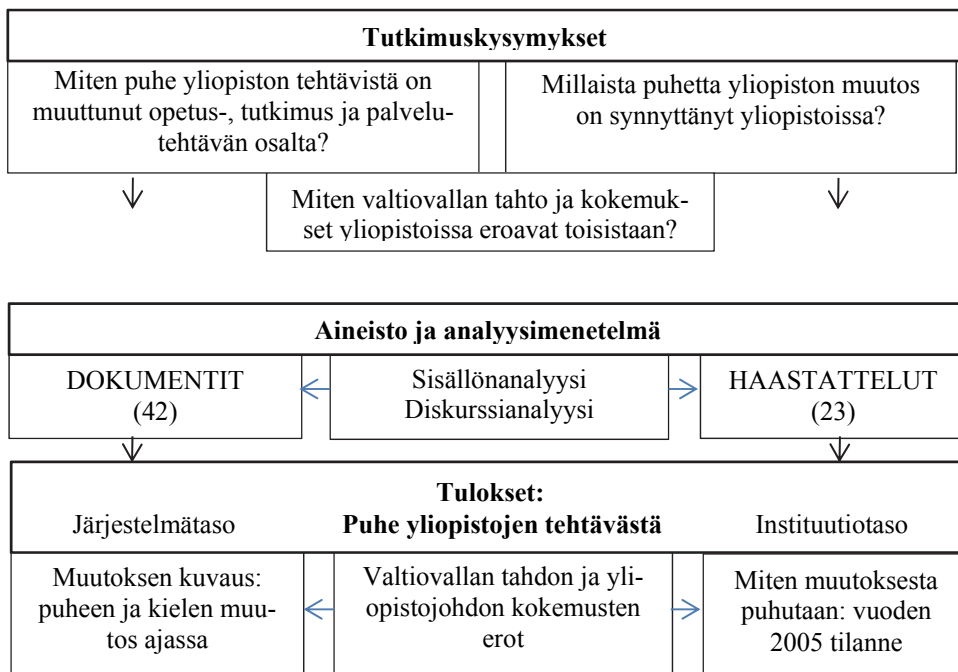 Tutkimuskysymykset
Miten puhe yliopiston tehtävistä on
muuttunut opetus-, tutkimus ja palvelu-
tehtävän osalta?
Millaista puhetta yliopiston muutos
on synnyttänyt yliopistoissa?
Miten valtiovallan tahto ja kokemuk-
set yliopistoissa eroavat toisistaan?
Aineisto ja analyysimenetelmä
DOKUMENTIT
(42)
Sisällönanalyysi
Diskurssianalyysi
HAASTATTELUT
(23)
Tulokset:
Järjestelmätaso
Puhe yliopistojen tehtävästä
Instituutiotaso
Muutoksen kuvaus:
puheen ja kielen muu-
tos ajassa
Valtiovallan tahdon ja yli-
opistojohdon kokemusten
erot
Miten muutoksesta
puhutaan: vuoden
2005 tilanne